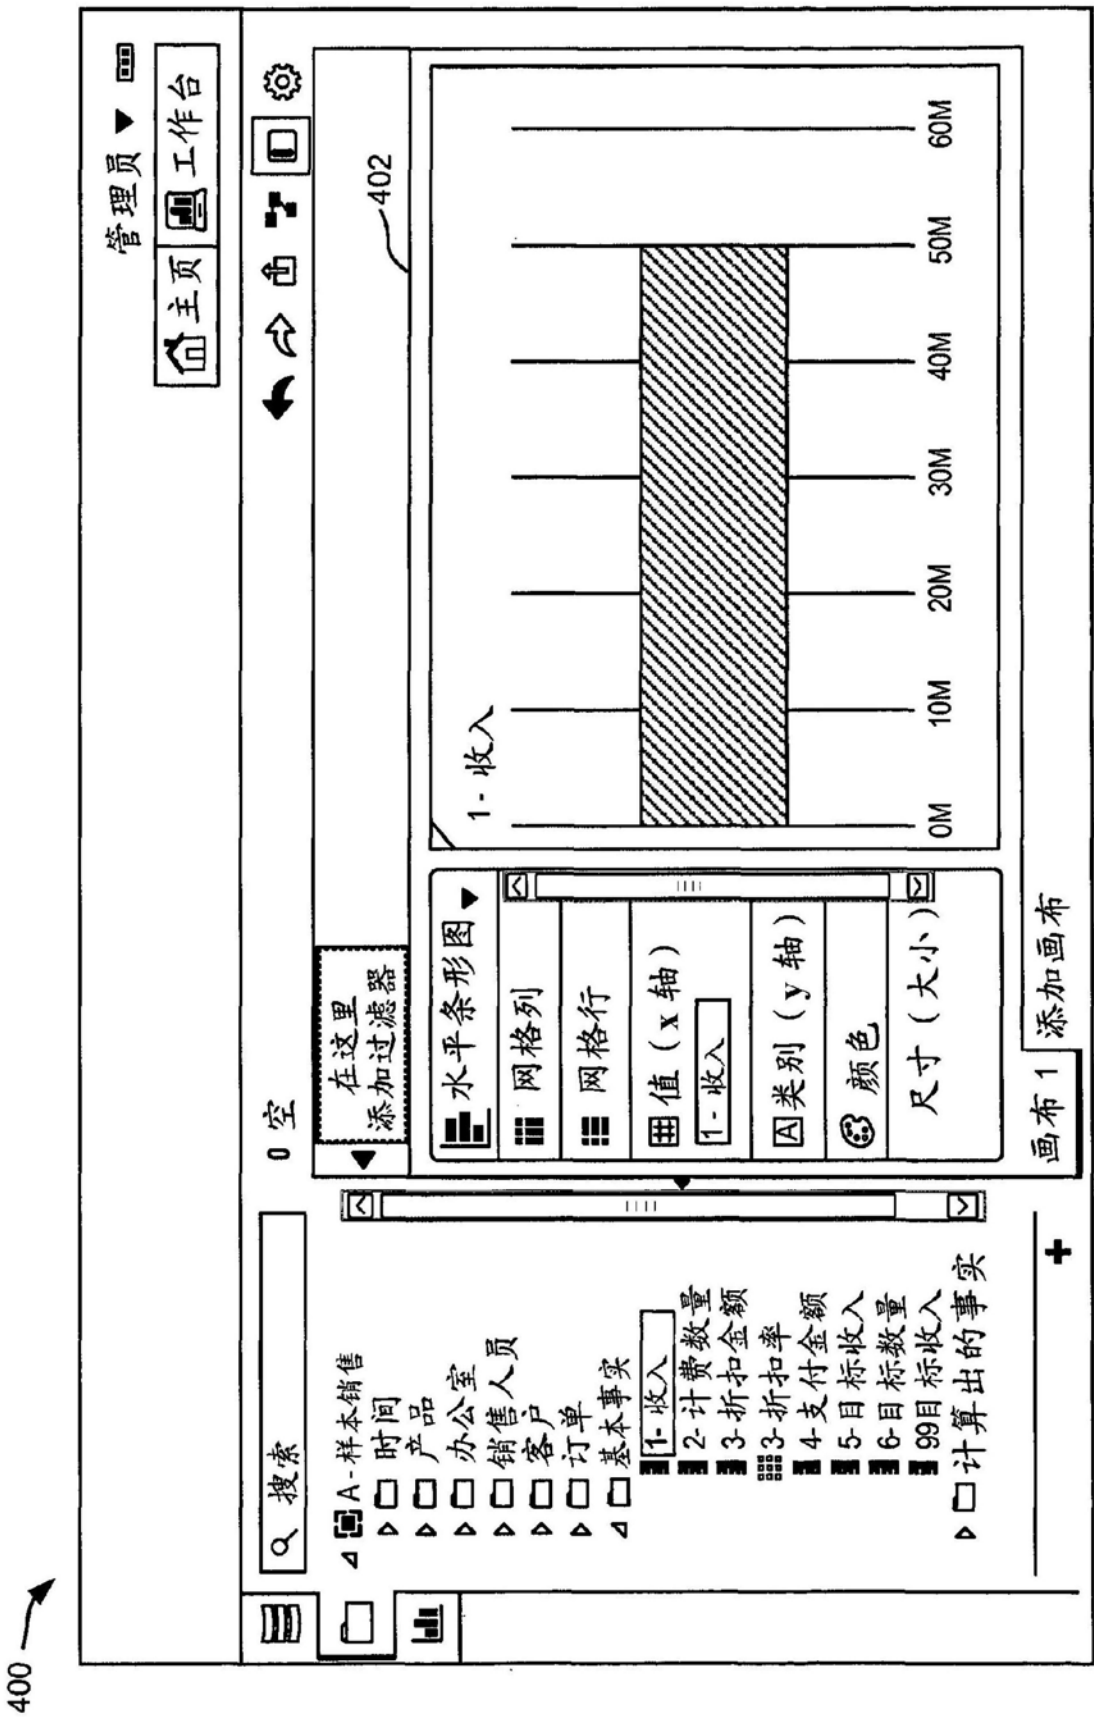 400
管理员
主页 工作台
搜索
0 空
A-样本销售
时间
产品
办公室
销售人员
客户
订单
基本事实
1- 收入
2-计费数量
3-折扣金额
3-折扣率
4-支付金额
5-目标收入
6-目标数量
99目标收入
计算出的事实
在这里
添加过滤器
402
水平条形图
网格列
网格行
值（x 轴）
1- 收入
A 类别（y 轴）
颜色
尺寸（大小）
1- 收入
0M 10M 20M 30M 40M 50M 60M
画布 1 添加画布